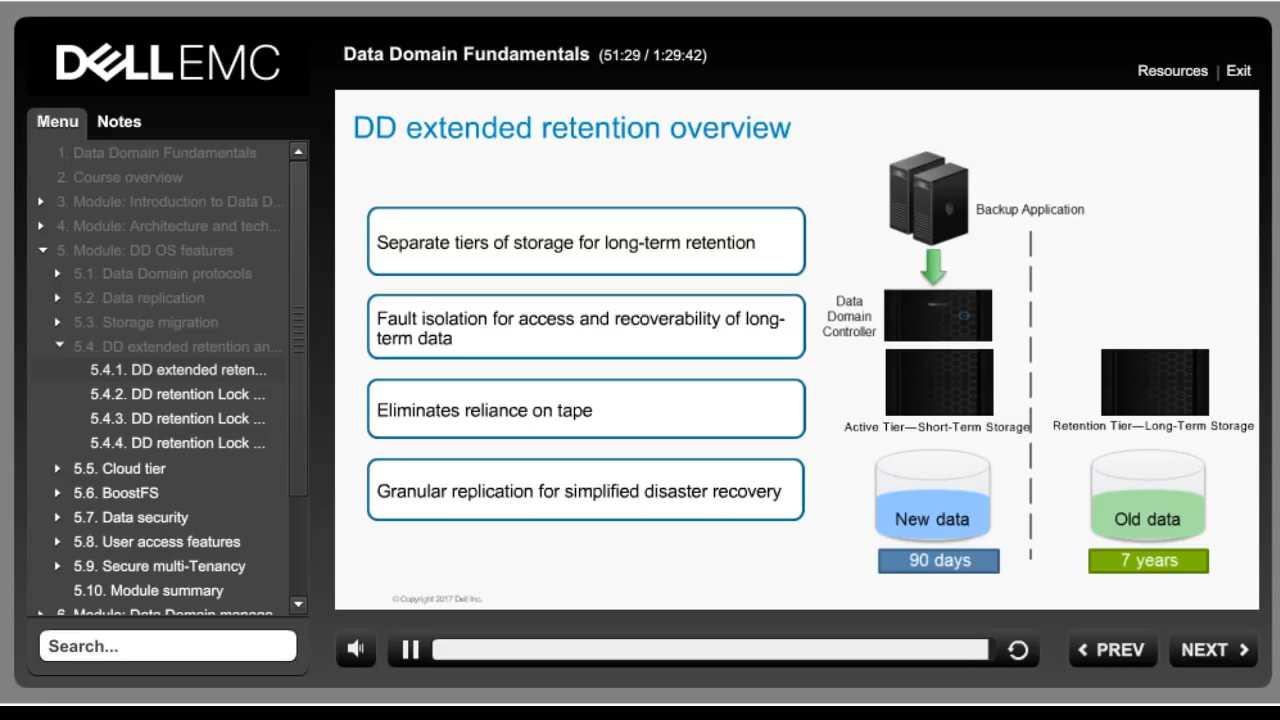 DELLEMC
Data Domain Fundamentals (51:29 / 1:29:42)
Resources | Exit
Menu
Notes
1. Data Domain Fundamentals
2. Course overview
3. Module: Introduction to Data D...
4. Module: Architecture and tech...
5. Module: DD OS features
5.1. Data Domain protocols
5.2. Data replication
5.3. Storage migration
5.4. DD extended retention an...
5.4.1. DD extended reten...
5.4.2. DD retention Lock ...
5.4.3. DD retention Lock ...
5.4.4. DD retention Lock ...
5.5. Cloud tier
5.6. BoostFS
5.7. Data security
5.8. User access features
5.9. Secure multi-Tenancy
5.10. Module summary
6. Module: Data Domain manage...
Search...
DD extended retention overview
Separate tiers of storage for long-term retention
Fault isolation for access and recoverability of long-
term data
Eliminates reliance on tape
Granular replication for simplified disaster recovery
Backup Application
Data
Domain
Controller
Active Tier—Short-Term Storage
Retention Tier—Long-Term Storage
New data
Old data
90 days
7 years
© Copyright 2017 Dell Inc.
PREV
NEXT